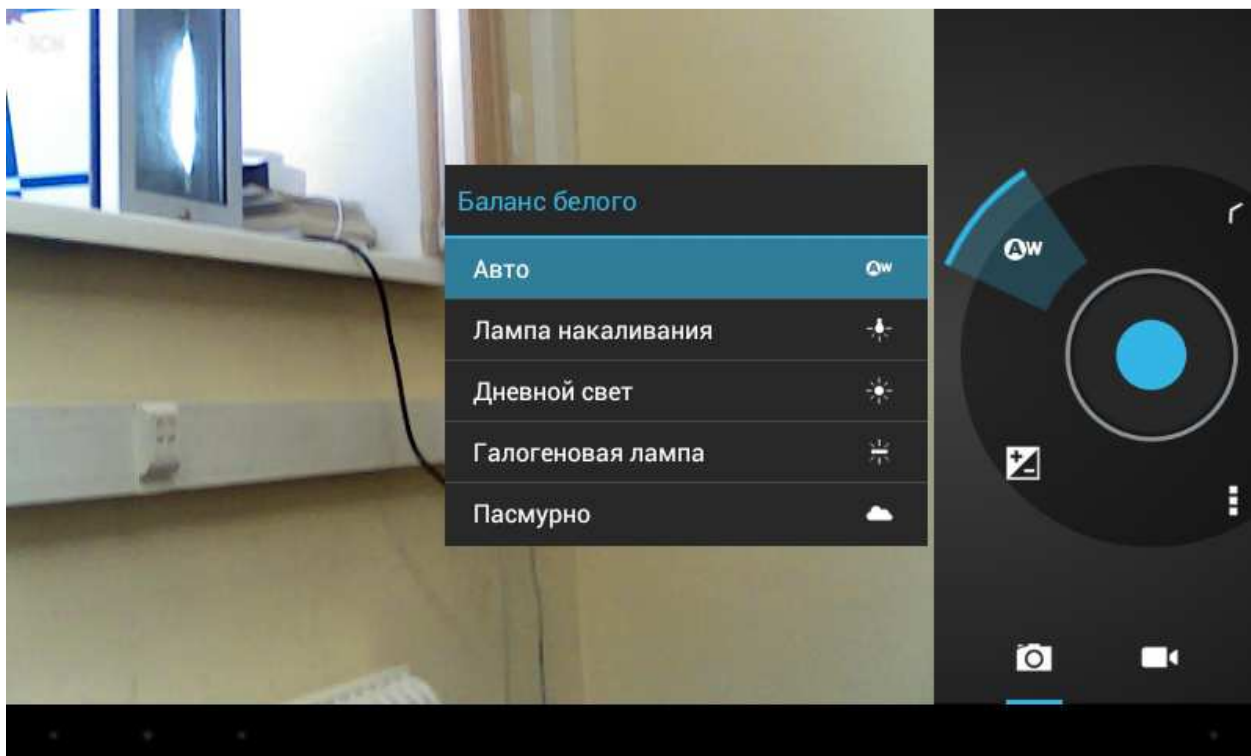 Баланс белого
Авто
Лампа накаливания
Дневной свет
Галогеновая лампа
Пасмурно